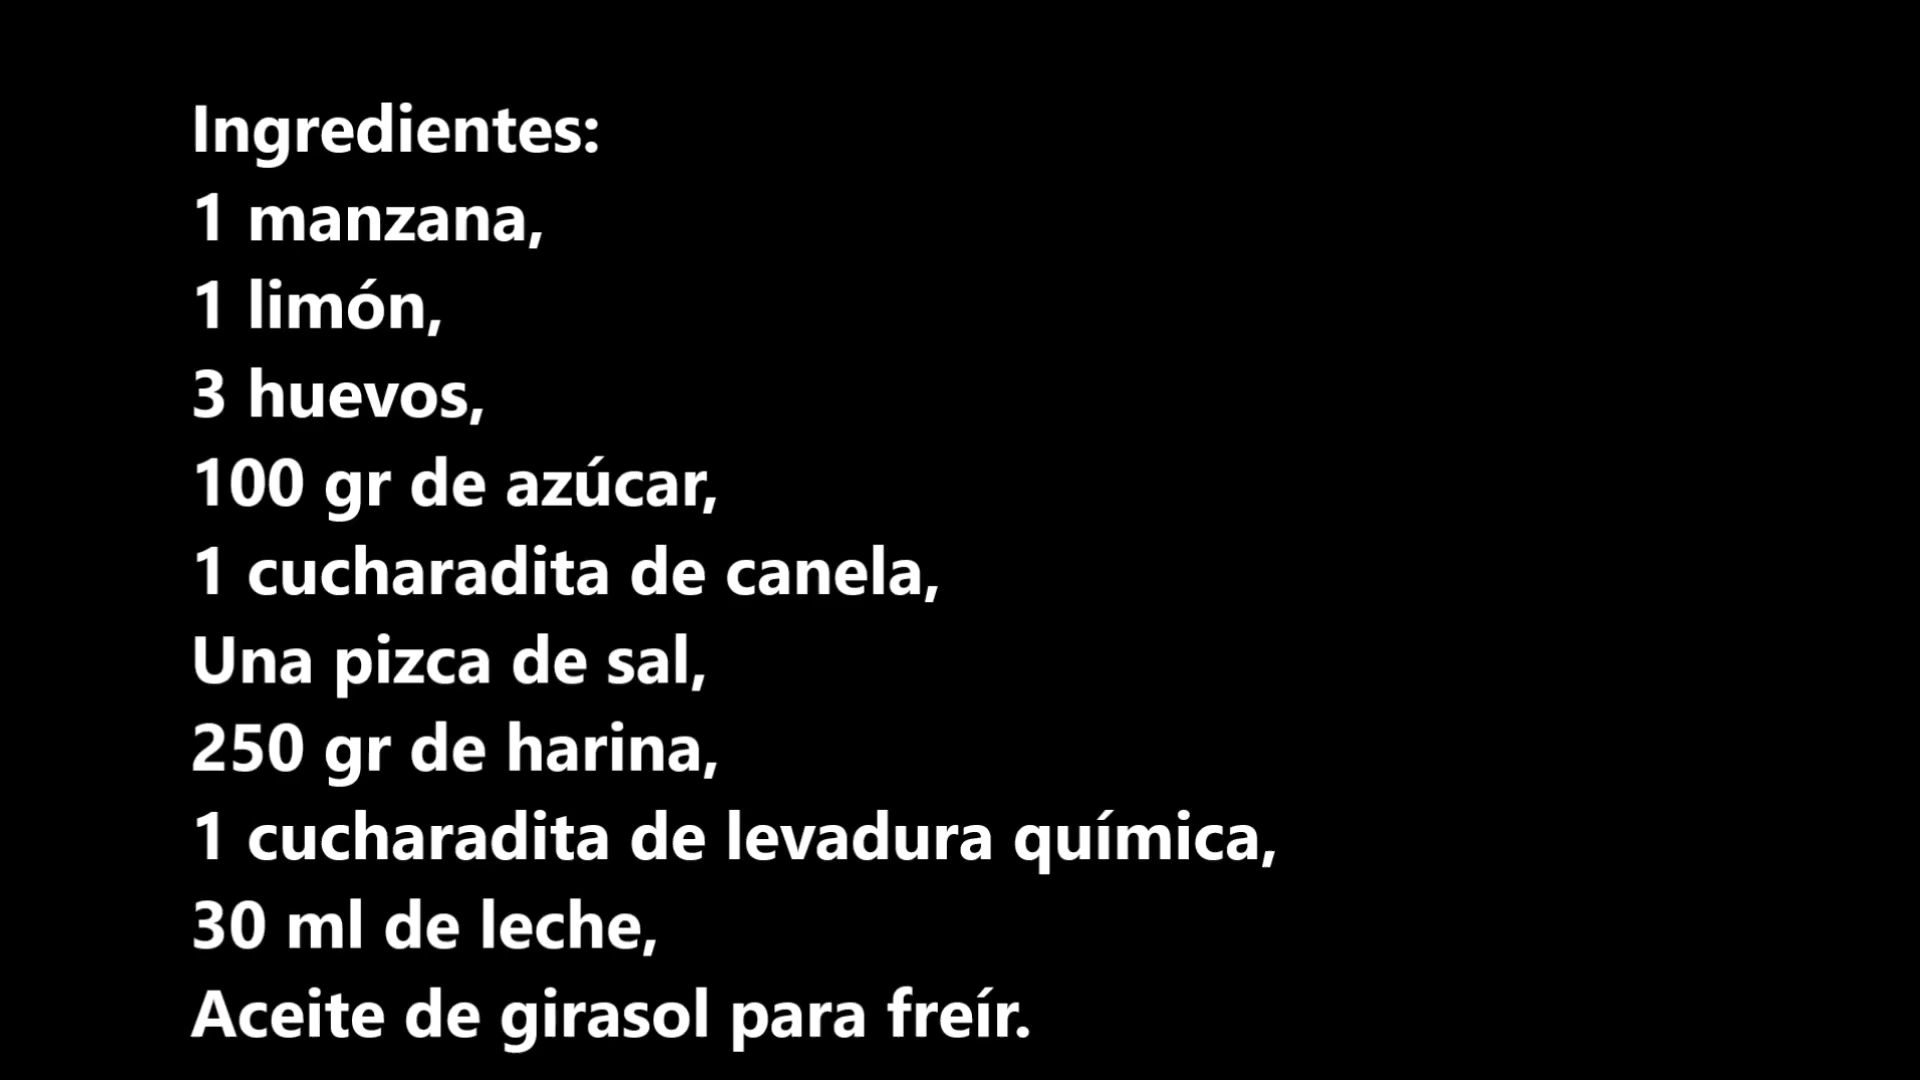 Ingredientes:
1 manzana,
1 limón,
3 huevos,
100 gr de azúcar,
1 cucharadita de canela,
Una pizca de sal,
250 gr de harina,
1 cucharadita de levadura química,
30 ml de leche,
Aceite de girasol para freír.